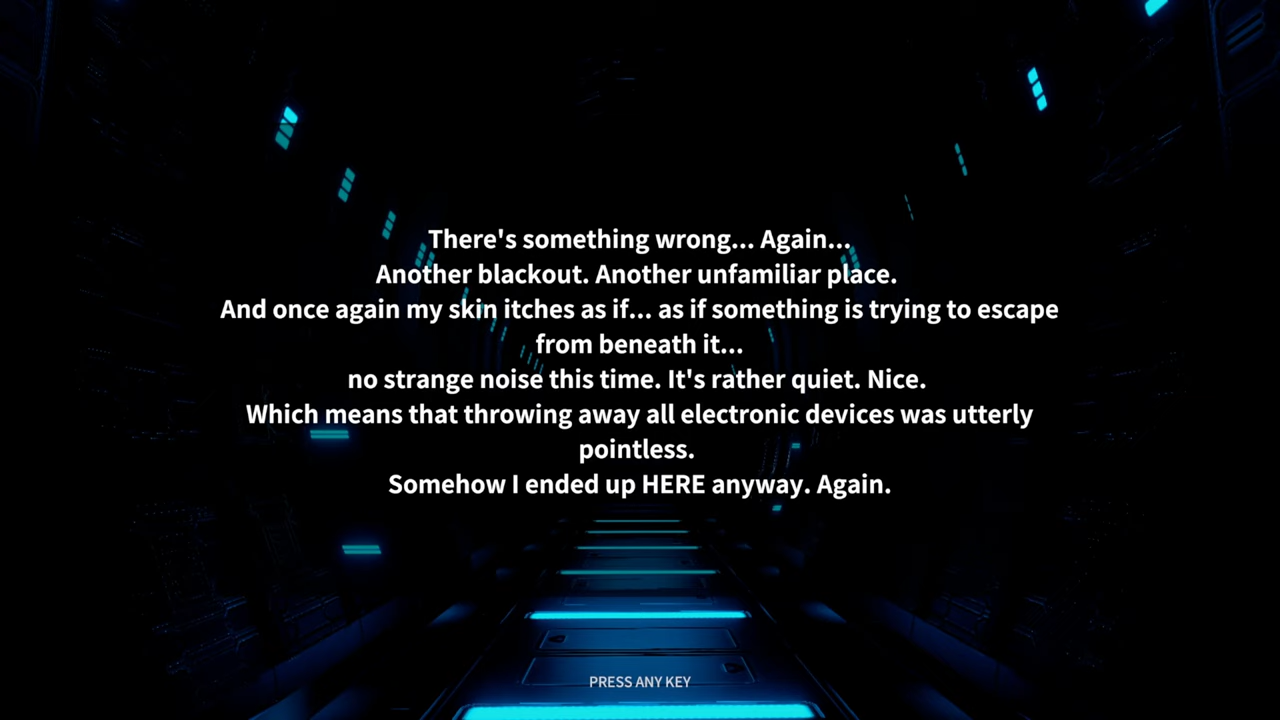 There's something wrong... Again...
Another blackout. Another unfamiliar place.
And once again my skin itches as if... as if something is trying to escape
from beneath it...
no strange noise this time. It's rather quiet. Nice.
Which means that throwing away all electronic devices was utterly
pointless.
Somehow I ended up HERE anyway. Again.
PRESS ANY KEY